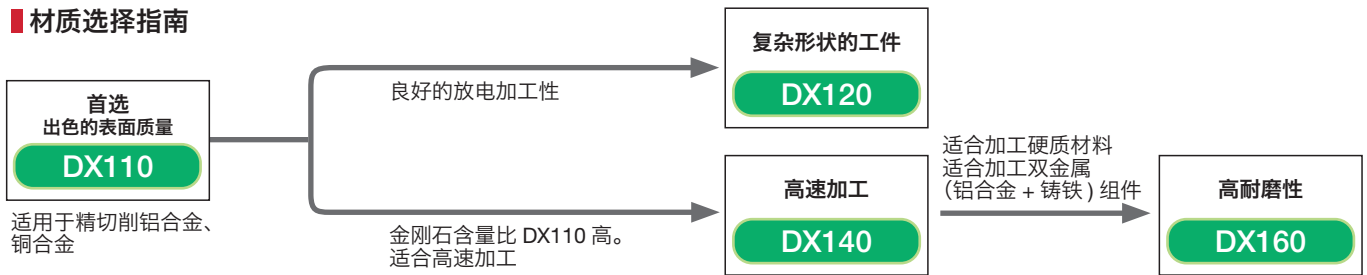 材质选择指南
首选
出色的表面质量
DX110
适用于精切削铝合金、
铜合金
良好的放电加工性
复杂形状的工件
DX120
金刚石含量比 DX110 高。
适合高速加工
高速加工
DX140
适合加工硬质材料
适合加工双金属
（铝合金 + 铸铁 ) 组件
高耐磨性
DX160